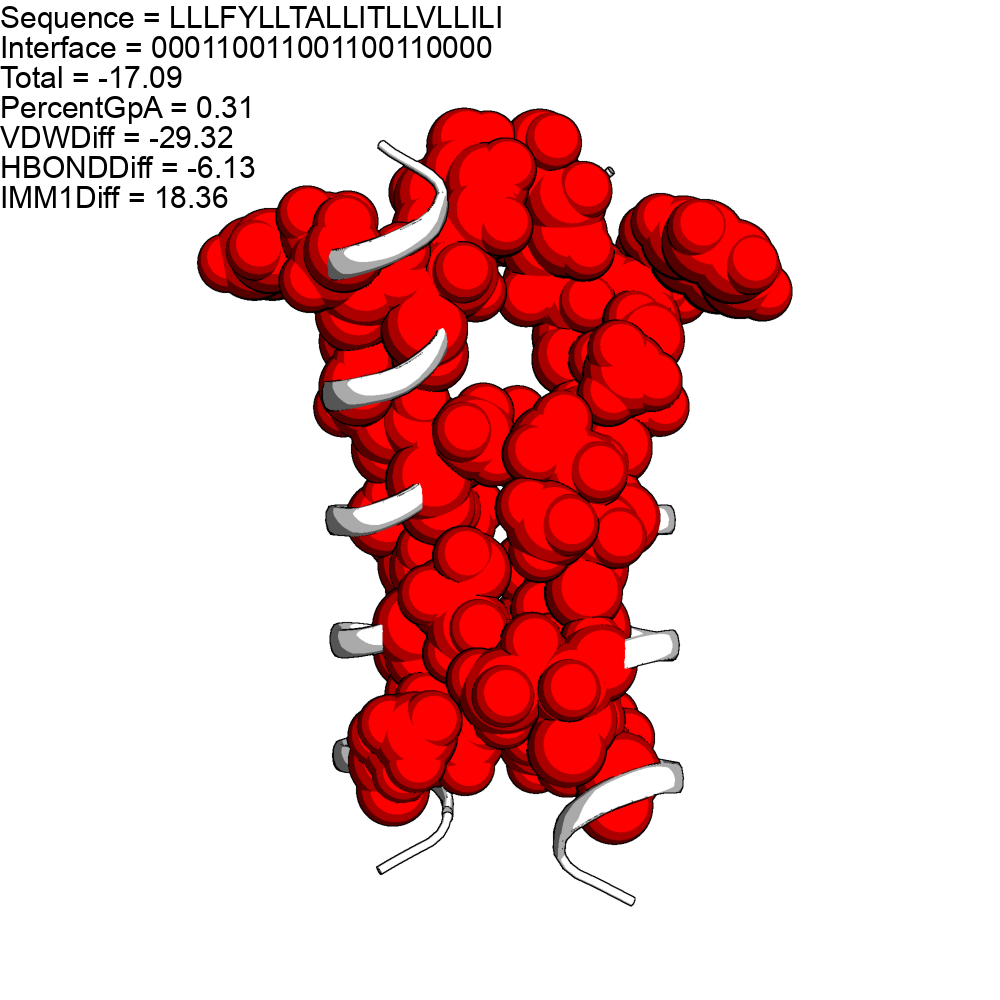 Sequence = LLLFYLLTALLITLLVLLILI
Interface = 000110011001100110000
Total = -17.09
PercentGpA = 0.31
VDWDiff = -29.32
HBONDDiff = -6.13
IMM1Diff = 18.36